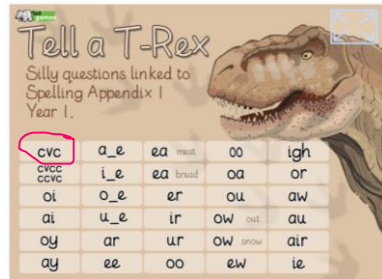 Tell a T-Rex
Silly questions linked to
Spelling Appendix 1
Year 1.
cvc a_e ea meat oo igh
cvcc ccvc i_e ea bread oa or
oi o_e er ou aw
ai u_e ir ow out au
oy ar ur ow snow air
ay ee oo ew ie